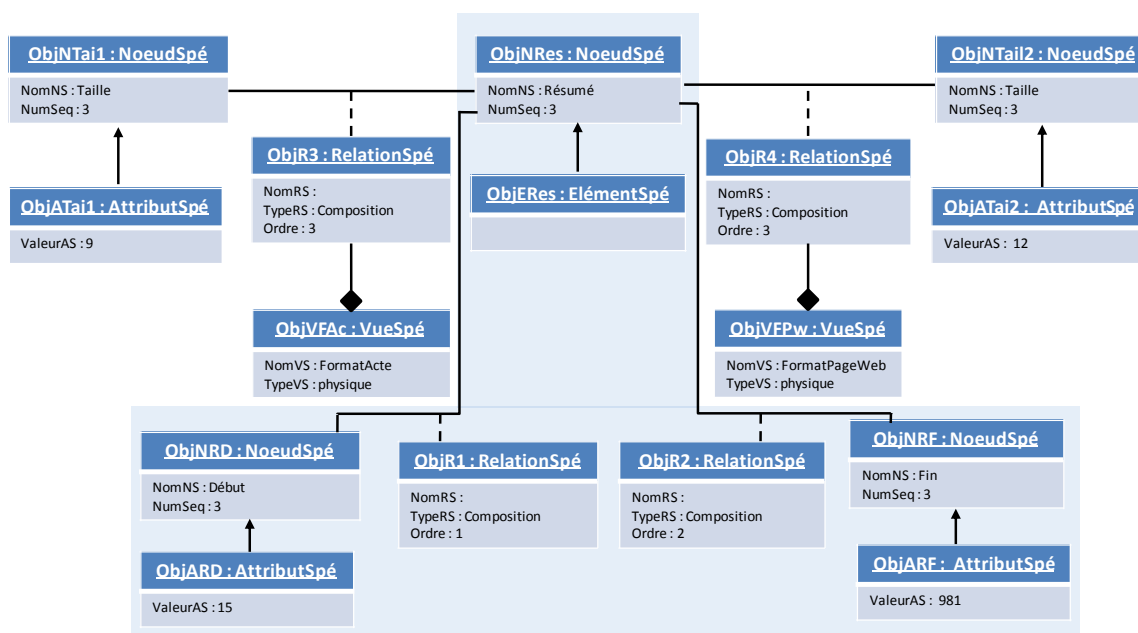 ObjNTai1 : NoeudSpé
NomNS : Taille
NumSeq : 3
ObjNRes : NoeudSpé
NomNS : Résumé
NumSeq : 3
ObjNTail2 : NoeudSpé
NomNS : Taille
NumSeq : 3
ObjR3 : RelationSpé
NomRS :
TypeRS : Composition
Ordre : 3
ObjR4 : RelationSpé
NomRS :
TypeRS : Composition
Ordre : 3
ObjATai1 : AttributSpé
ValeurAS : 9
ObjERes : ElémentSpé
ObjATai2 : AttributSpé
ValeurAS : 12
ObjVFAc : VueSpé
NomVS : FormatActe
TypeVS : physique
ObjVFPw : VueSpé
NomVS : FormatPageWeb
TypeVS : physique
ObjNRD : NoeudSpé
NomNS : Début
NumSeq : 3
ObjR1 : RelationSpé
NomRS :
TypeRS : Composition
Ordre : 1
ObjR2 : RelationSpé
NomRS :
TypeRS : Composition
Ordre : 2
ObjNRF : NoeudSpé
NomNS : Fin
NumSeq : 3
ObjARD : AttributSpé
ValeurAS : 15
ObjARF : AttributSpé
ValeurAS : 981